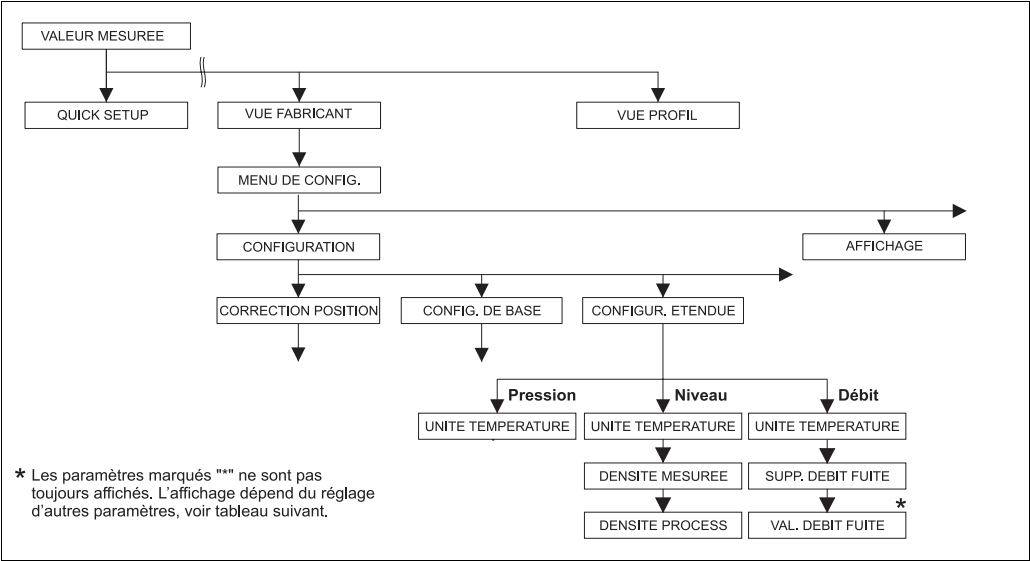 VALEUR MESUREE
QUICK SETUP
VUE FABRICANT
VUE PROFIL
MENU DE CONFIG.
CONFIGURATION
AFFICHAGE
CORRECTION POSITION
CONFIG. DE BASE
CONFIGUR. ETENDUE
Pression
Niveau
Débit
UNITE TEMPERATURE
UNITE TEMPERATURE
UNITE TEMPERATURE
DENSITE MESUREE
SUPP. DEBIT FUITE
DENSITE PROCESS
VAL. DEBIT FUITE
*
* Les paramètres marqués "*" ne sont pas
toujours affichés. L'affichage dépend du réglage
d'autres paramètres, voir tableau suivant.